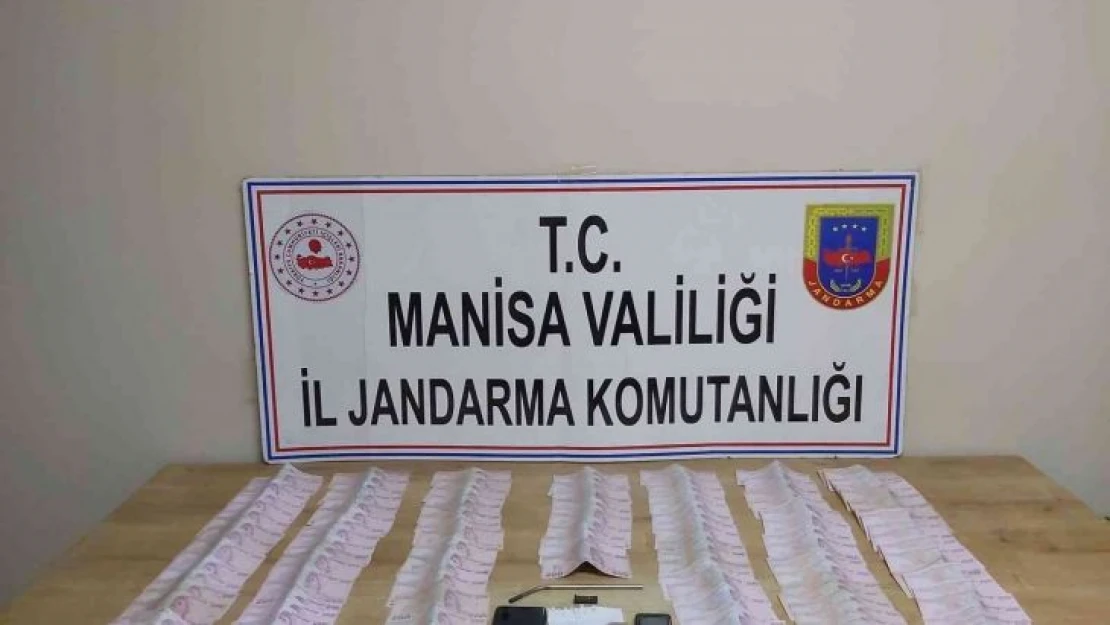 T.C.
MANİSA VALİLİĞİ
İL JANDARMA KOMUTANLIĞI
JANDARMA